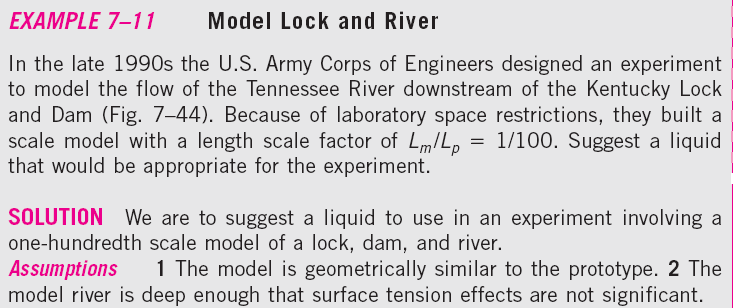 EXAMPLE 7–11 Model Lock and River
In the late 1990s the U.S. Army Corps of Engineers designed an experiment
to model the flow of the Tennessee River downstream of the Kentucky Lock
and Dam (Fig. 7–44). Because of laboratory space restrictions, they built a
scale model with a length scale factor of Lm/Lp = 1/100. Suggest a liquid
that would be appropriate for the experiment.
SOLUTION We are to suggest a liquid to use in an experiment involving a
one-hundredth scale model of a lock, dam, and river.
Assumptions 1 The model is geometrically similar to the prototype. 2 The
model river is deep enough that surface tension effects are not significant.